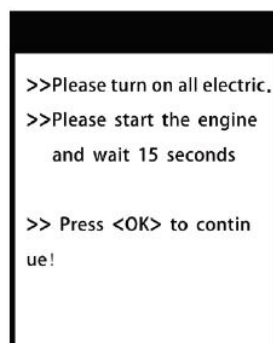 >>Please turn on all electric.
>>Please start the engine
and wait 15 seconds
>> Press <OK> to contin
ue!